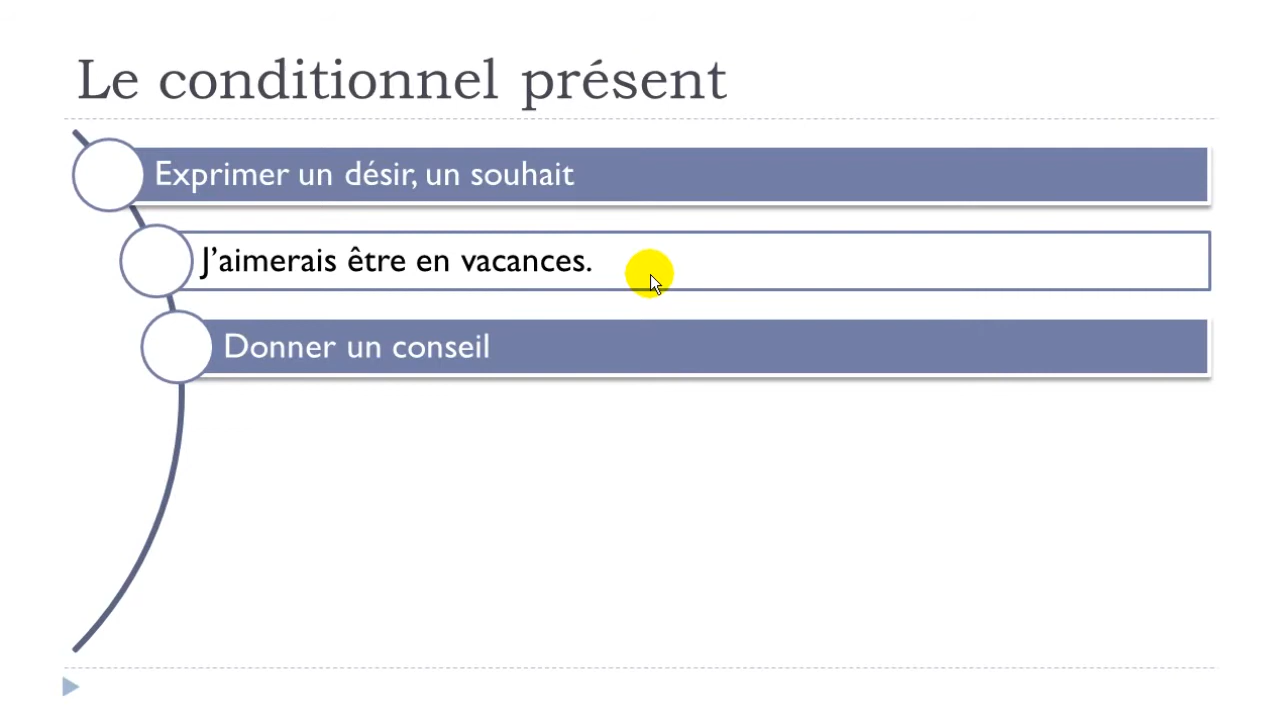 Le conditionnel présent
Exprimer un désir, un souhait
J’aimerais être en vacances.
Donner un conseil